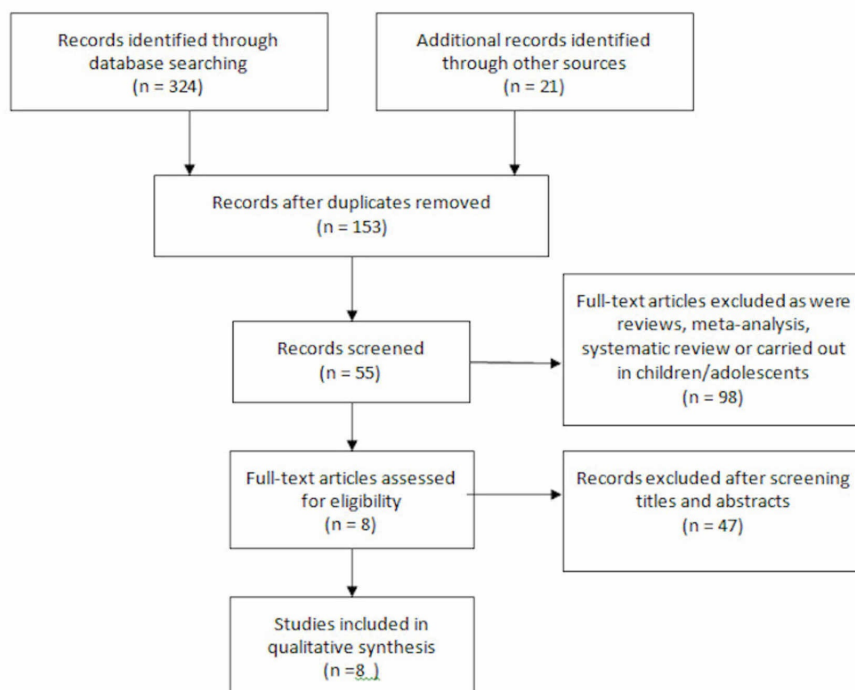 Records identified through
database searching
(n = 324)
Additional records identified
through other sources
(n = 21)
Records after duplicates removed
(n = 153)
Records screened
(n = 55)
Full-text articles excluded as were
reviews, meta-analysis,
systematic review or carried out
in children/adolescents
(n = 98)
Full-text articles assessed
for eligibility
(n = 8)
Records excluded after screening
titles and abstracts
(n = 47)
Studies included in
qualitative synthesis
(n =8 )